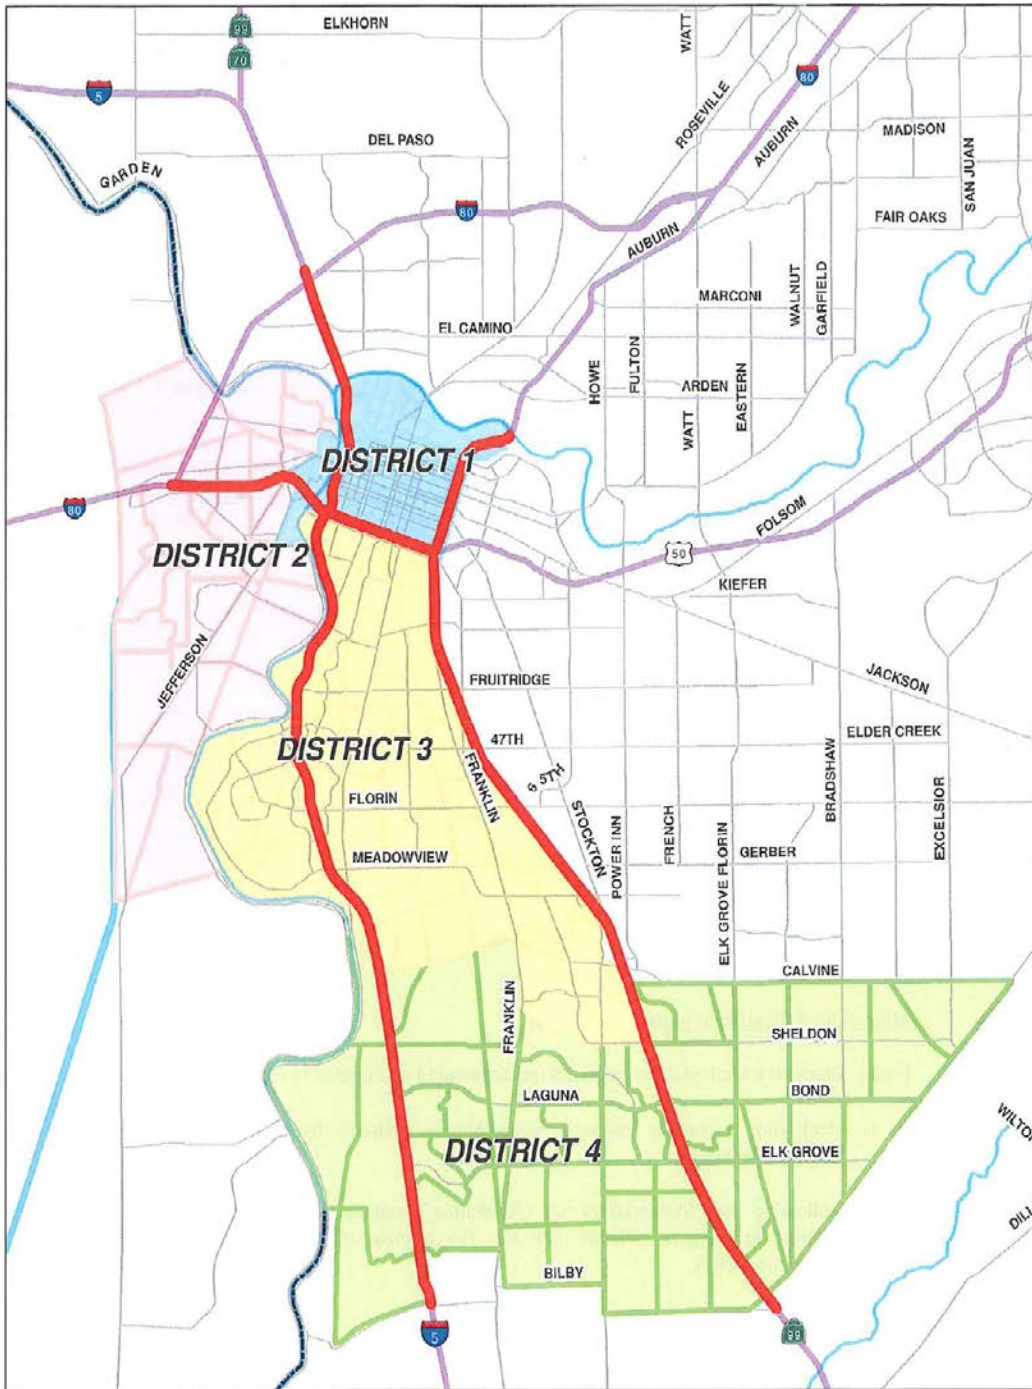 ELKHORN
99
70
WATT
5
80
ROSEVILLE
AUBURN
MADISON
SAN JUAN
DEL PASO
GARDEN
80
FAIR OAKS
AUBURN
WALNUT
GARFIELD
MARCONI
EL CAMINO
HOWE
FULTON
ARDEN
WATT
EASTERN
DISTRICT 1
80
FOLSOM
DISTRICT 2
50
KIEFER
JEFFERSON
FRUITRIDGE
JACKSON
47TH
ELDER CREEK
DISTRICT 3
FRANKLIN
6 5TH
FLORIN
STOCKTON
POWER INN
FRENCH
BRADSHAW
EXCELSIOR
MEADOWVIEW
GERBER
ELK GROVE FLORIN
CALVINE
FRANKLIN
SHELDON
LAGUNA
BOND
DISTRICT 4
ELK GROVE
WILTON
BILBY
5
99